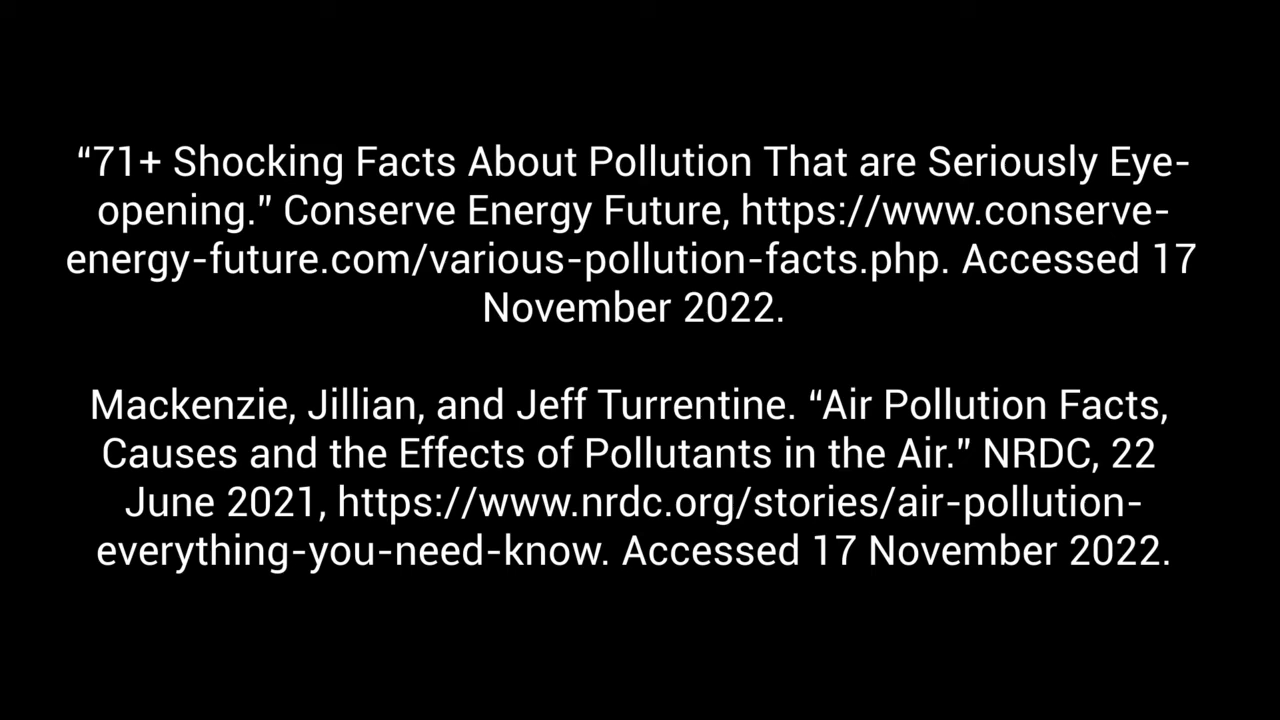 “71+ Shocking Facts About Pollution That are Seriously Eye-
opening.” Conserve Energy Future, https://www.conserve-
energy-future.com/various-pollution-facts.php. Accessed 17
November 2022.
Mackenzie, Jillian, and Jeff Turrentine. “Air Pollution Facts,
Causes and the Effects of Pollutants in the Air.” NRDC, 22
June 2021, https://www.nrdc.org/stories/air-pollution-
everything-you-need-know. Accessed 17 November 2022.